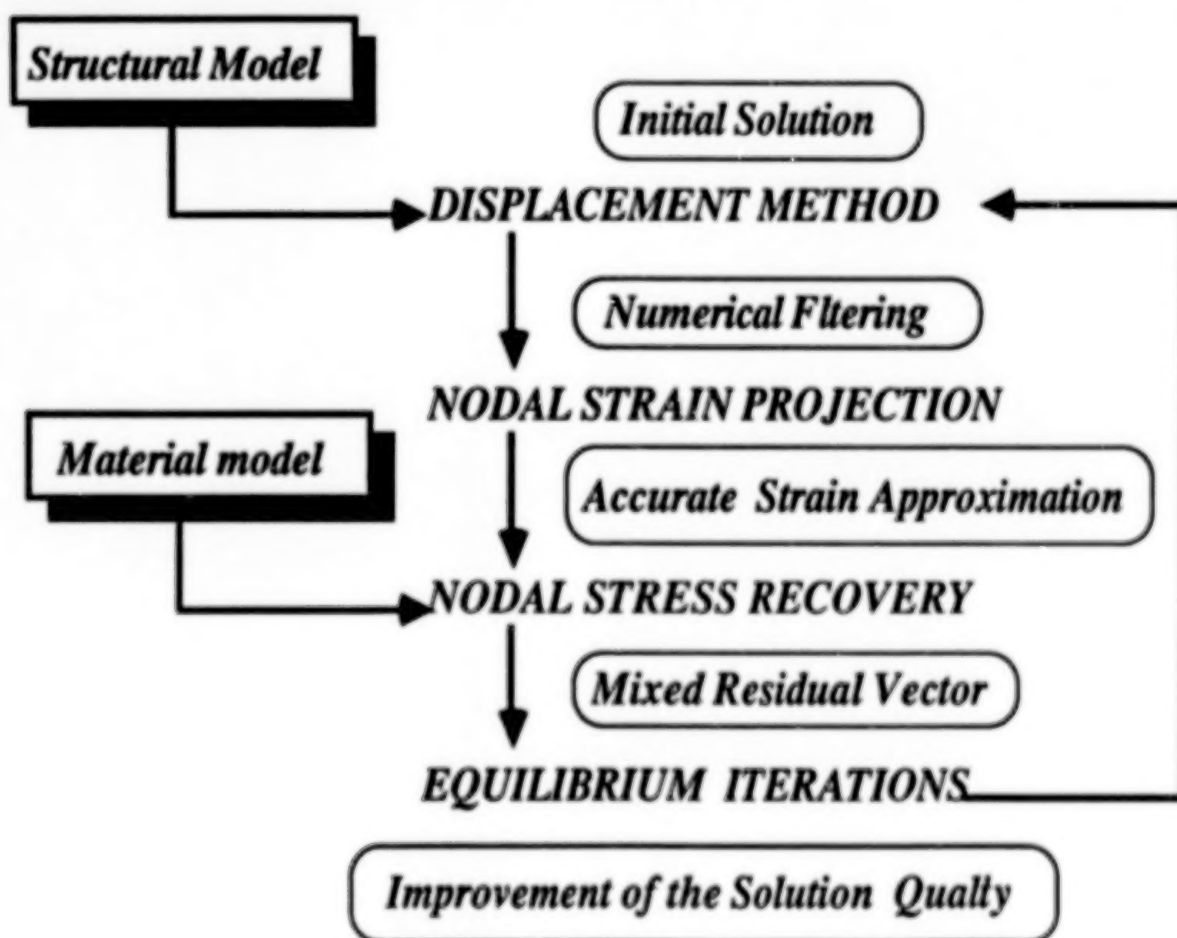 Structural Model
Initial Solution
DISPLACEMENT METHOD
Numerical Fltering
NODAL STRAIN PROJECTION
Material model
Accurate Strain Approximation
NODAL STRESS RECOVERY
Mixed Residual Vector
EQUILIBRIUM ITERATIONS
Improvement of the Solution Qualty